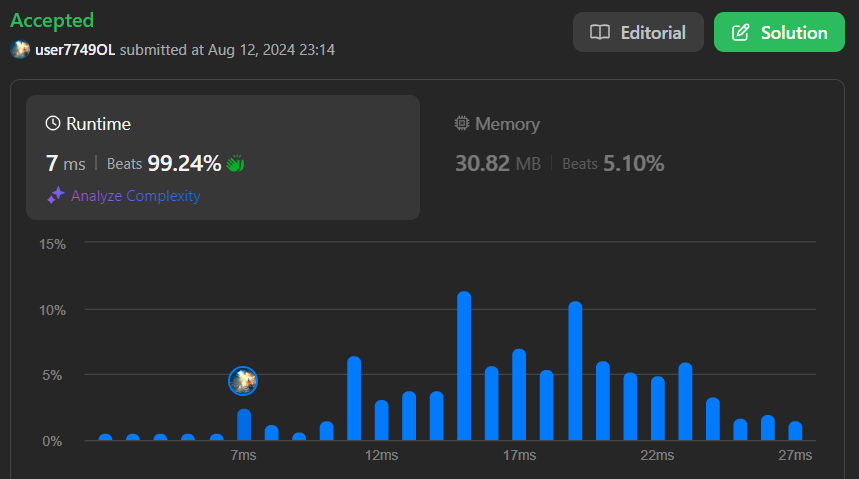 Accepted
user7749OL submitted at Aug 12, 2024 23:14
Editorial
Solution
Runtime
7 ms Beats 99.24%
Analyze Complexity
Memory
30.82 MB Beats 5.10%
15%
10%
5%
0%
7ms 12ms 17ms 22ms 27ms